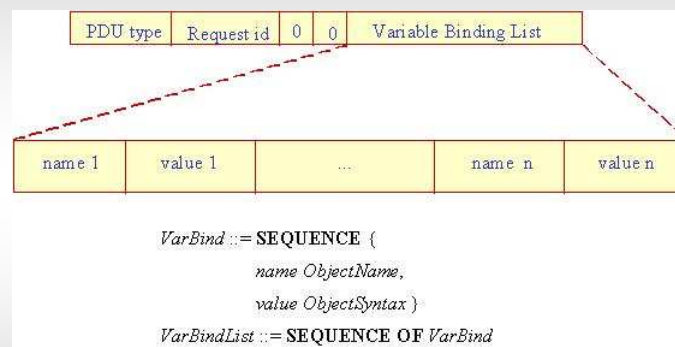 PDU type Request id 0 0 Variable Binding List
name 1 value 1 ... name n value n
VarBind ::= SEQUENCE {
name ObjectName,
value ObjectSyntax }
VarBindList ::= SEQUENCE OF VarBind